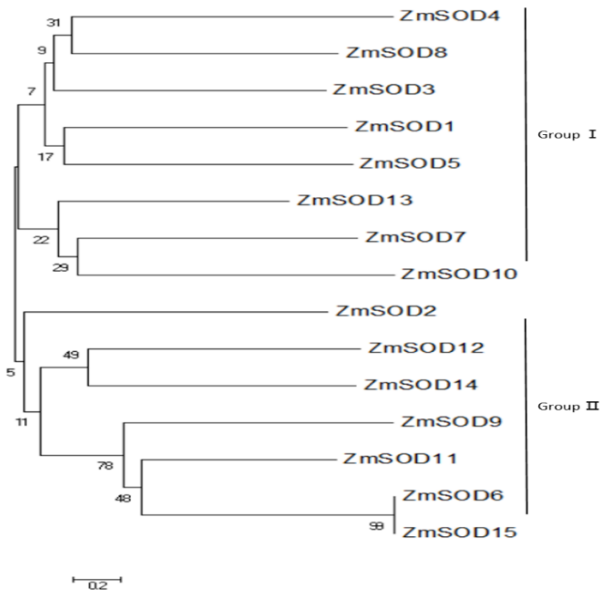 ZmSOD4
31
ZmSOD8
9
ZmSOD3
7
ZmSOD1
Group I
17
ZmSOD5
ZmSOD13
22
ZmSOD7
29
ZmSOD10
ZmSOD2
49
ZmSOD12
5
ZmSOD14
Group II
11
ZmSOD9
78
ZmSOD11
48
ZmSOD6
99
ZmSOD15
0.2